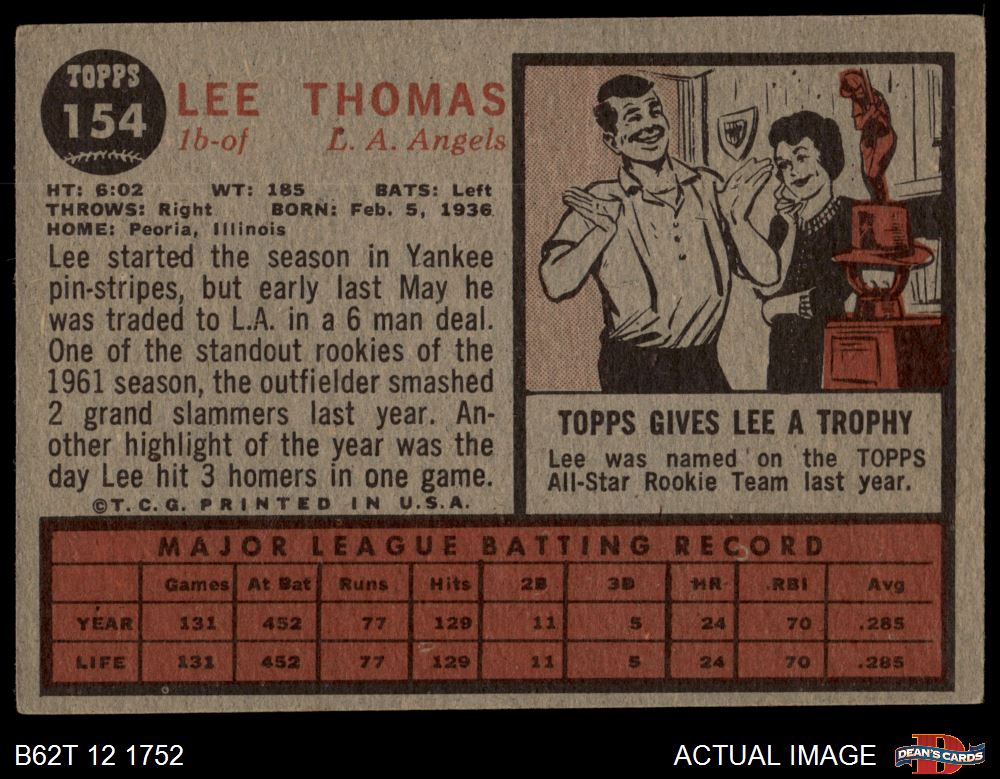 TOPPS
154
LEE THOMAS
1b-of L. A. Angels
HT: 6:02 WT: 185 BATS: Left
THROWS: Right BORN: Feb. 5, 1936
HOME: Peoria, Illinois
Lee started the season in Yankee
pin-stripes, but early last May he
was traded to L.A. in a 6 man deal.
One of the standout rookies of the
1961 season, the outfielder smashed
2 grand slammers last year. An-
other highlight of the year was the
day Lee hit 3 homers in one game.
©T. C. G. PRINTED IN U.S.A.
TOPPS GIVES LEE A TROPHY
Lee was named on the TOPPS
All-Star Rookie Team last year.
MAJOR LEAGUE BATTING RECORD
Games At Bat Runs Hits 2B 3B HR RBI Avg
YEAR 131 452 77 129 11 5 24 70 .285
LIFE 131 452 77 129 11 5 24 70 .285
B62T 12 1752
ACTUAL IMAGE
D
DEAN'S CARDS